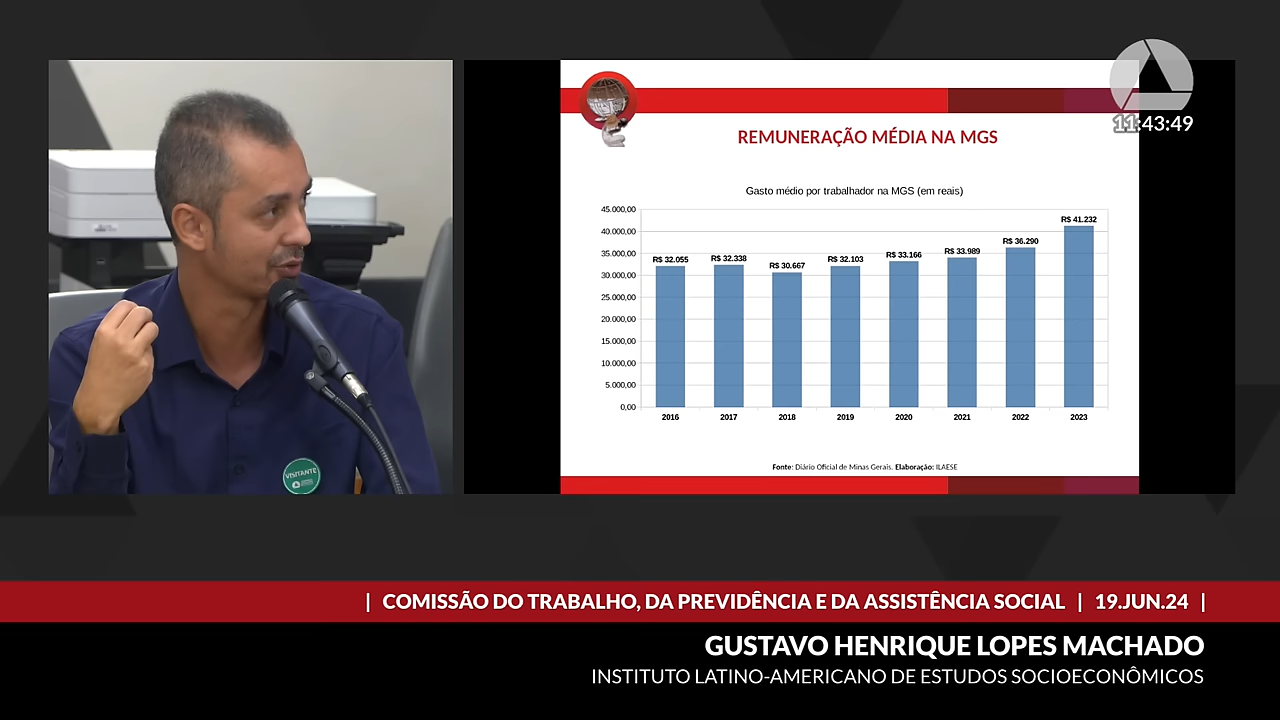 11:43:49
REMUNERAÇÃO MÉDIA NA MGS
Gasto médio por trabalhador na MGS (em reais)
45.000,00
40.000,00
35.000,00
30.000,00
25.000,00
20.000,00
15.000,00
10.000,00
5.000,00
0,00
R$ 32.055
R$ 32.338
R$ 30.667
R$ 32.103
R$ 33.166
R$ 33.989
R$ 36.290
R$ 41.232
2016 2017 2018 2019 2020 2021 2022 2023
Fonte: Diário Oficial de Minas Gerais. Elaboração: ILAESE
VISITANTE
| COMISSÃO DO TRABALHO, DA PREVIDÊNCIA E DA ASSISTÊNCIA SOCIAL | 19.JUN.24 |
GUSTAVO HENRIQUE LOPES MACHADO
INSTITUTO LATINO-AMERICANO DE ESTUDOS SOCIOECONÔMICOS